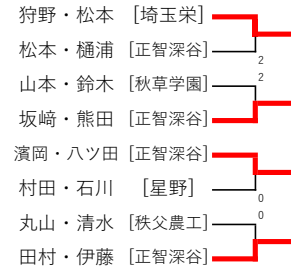 狩野・松本 [埼玉栄]
松本・樋浦 [正智深谷]
2
2
山本・鈴木 [秋草学園]
坂﨑・熊田 [正智深谷]
濱岡・八ツ田 [正智深谷]
村田・石川 [星野]
0
0
丸山・清水 [秩父農工]
田村・伊藤 [正智深谷]